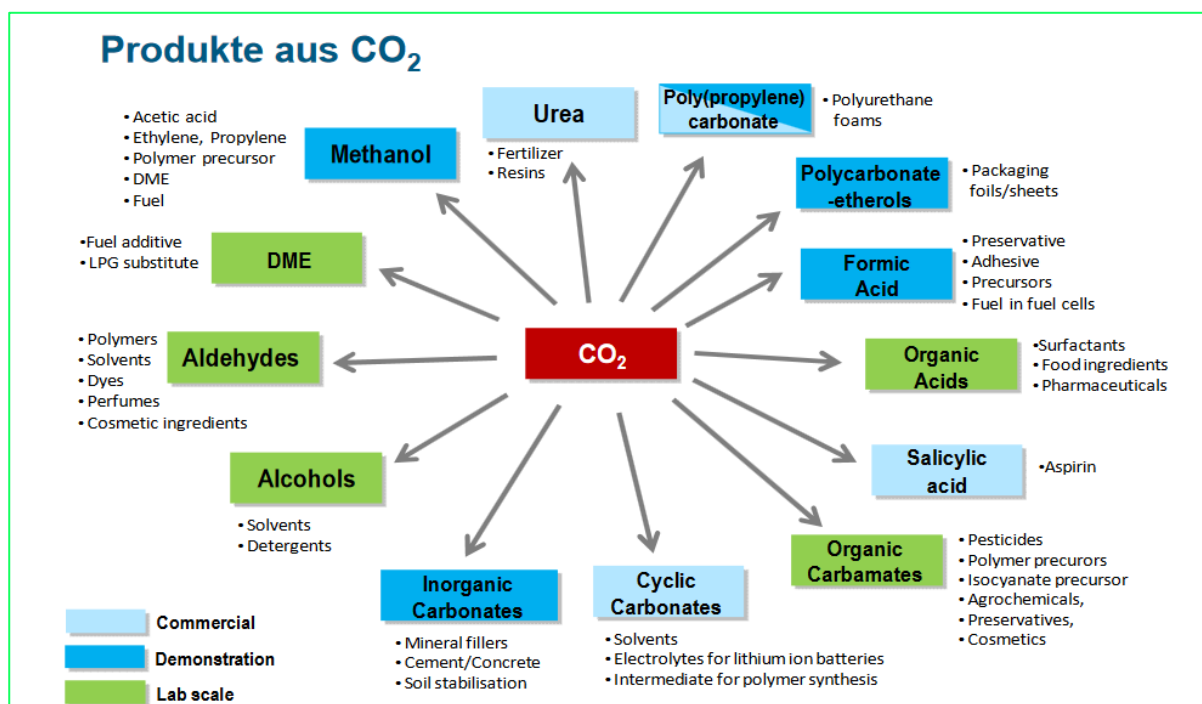 Produkte aus CO₂
• Acetic acid
• Ethylene, Propylene
• Polymer precursor
• DME
• Fuel
Methanol
Urea
• Fertilizer
• Resins
Poly(propylene)
carbonate
• Polyurethane
foams
Polycarbonate
-etherols
• Packaging
foils/sheets
•Fuel additive
• LPG substitute
DME
Formic
Acid
• Preservative
• Adhesive
• Precursors
• Fuel in fuel cells
• Polymers
• Solvents
• Dyes
• Perfumes
• Cosmetic ingredients
Aldehydes
CO₂
Organic
Acids
•Surfactants
• Food ingredients
• Pharmaceuticals
Alcohols
• Solvents
• Detergents
Salicylic
acid
•Aspirin
Inorganic
Carbonates
• Mineral fillers
• Cement/Concrete
• Soil stabilisation
Cyclic
Carbonates
• Solvents
• Electrolytes for lithium ion batteries
• Intermediate for polymer synthesis
Organic
Carbamates
• Pesticides
• Polymer precurors
• Isocyanate precursor
• Agrochemicals,
• Preservatives,
• Cosmetics
Commercial
Demonstration
Lab scale